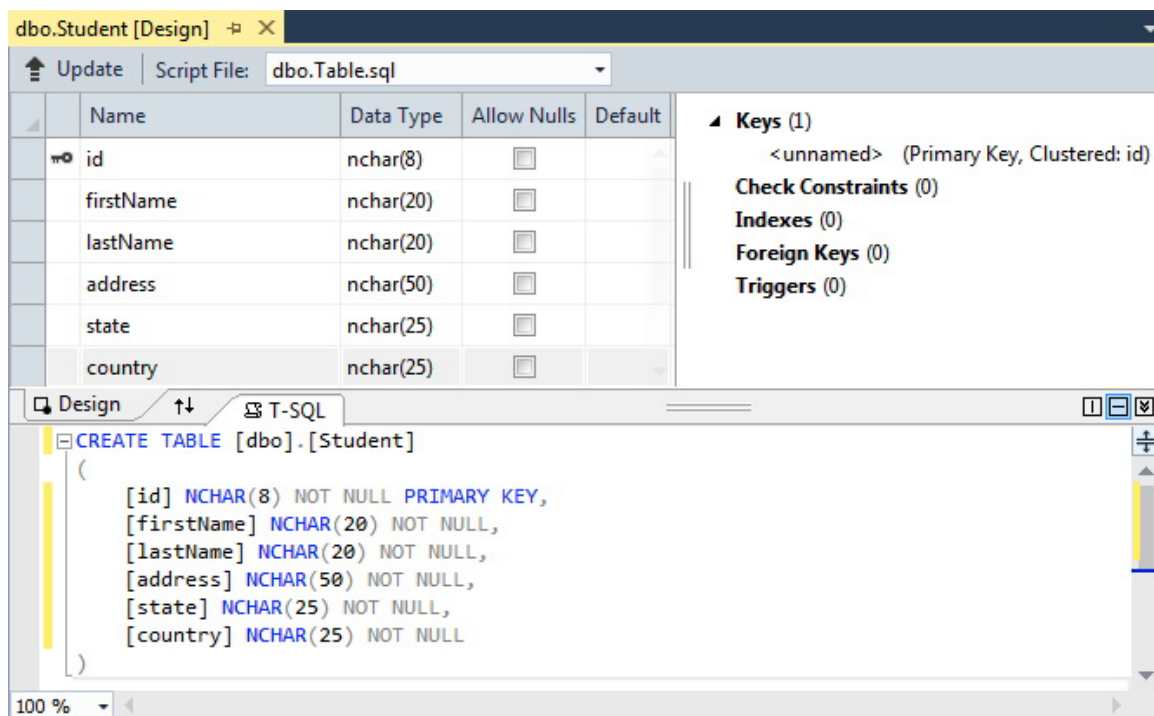 dbo.Student [Design]
Update Script File: dbo.Table.sql
Name Data Type Allow Nulls Default
id nchar(8)
firstName nchar(20)
lastName nchar(20)
address nchar(50)
state nchar(25)
country nchar(25)
Keys (1)
<unnamed> (Primary Key, Clustered: id)
Check Constraints (0)
Indexes (0)
Foreign Keys (0)
Triggers (0)
Design T-SQL
CREATE TABLE [dbo].[Student]
(
[id] NCHAR(8) NOT NULL PRIMARY KEY,
[firstName] NCHAR(20) NOT NULL,
[lastName] NCHAR(20) NOT NULL,
[address] NCHAR(50) NOT NULL,
[state] NCHAR(25) NOT NULL,
[country] NCHAR(25) NOT NULL
)
100 %